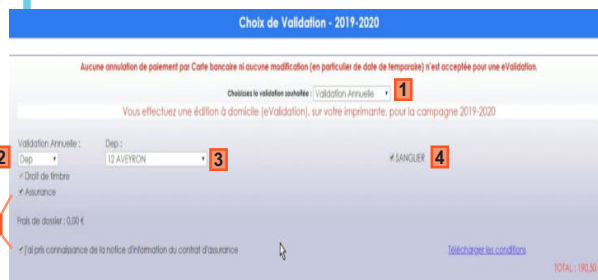 Choix de Validation - 2019-2020
Aucune annulation de paiement par Carte bancaire ni aucune modification (en particulier de date de temporaire) n'est acceptée pour une eValidation.
Choisissez la validation souhaitée : Validation Annuelle 1
Vous effectuez une édition à domicile (eValidation), sur votre imprimante, pour la campagne 2019-2020
Validation Annuelle : Dep :
2 Dep 12 AVEYRON 3 SANGLIER 4
Droit de timbre
Assurance
Frais de dossier : 0,00 €
J'ai pris connaissance de la notice d'information du contrat d'assurance Télécharger les conditions
TOTAL : 190,50